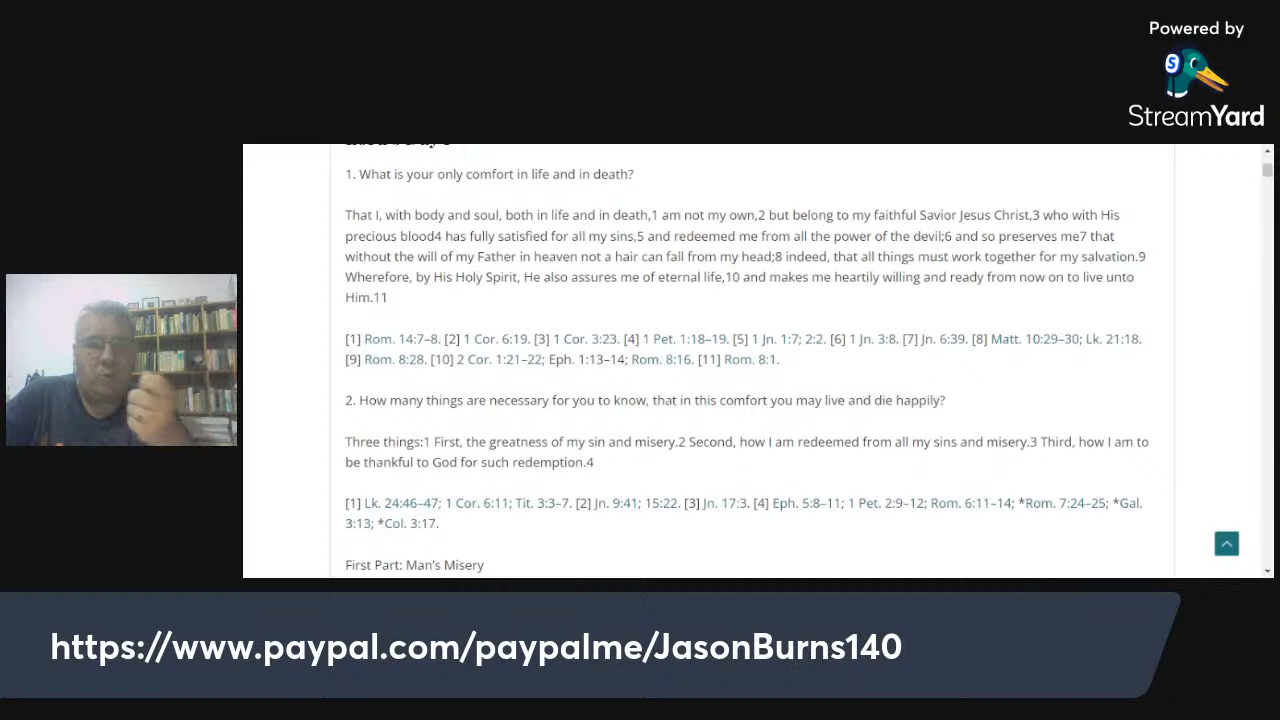 Powered by
S
StreamYard
1. What is your only comfort in life and in death?
That I, with body and soul, both in life and in death,1 am not my own,2 but belong to my faithful Savior Jesus Christ,3 who with His
precious blood4 has fully satisfied for all my sins,5 and redeemed me from all the power of the devil;6 and so preserves me7 that
without the will of my Father in heaven not a hair can fall from my head;8 indeed, that all things must work together for my salvation.9
Wherefore, by His Holy Spirit, He also assures me of eternal life,10 and makes me heartily willing and ready from now on to live unto
Him.11
[1] Rom. 14:7–8. [2] 1 Cor. 6:19. [3] 1 Cor. 3:23. [4] 1 Pet. 1:18–19. [5] 1 Jn. 1:7; 2:2. [6] 1 Jn. 3:8. [7] Jn. 6:39. [8] Matt. 10:29–30; Lk. 21:18.
[9] Rom. 8:28. [10] 2 Cor. 1:21–22; Eph. 1:13–14; Rom. 8:16. [11] Rom. 8:1.
2. How many things are necessary for you to know, that in this comfort you may live and die happily?
Three things:1 First, the greatness of my sin and misery.2 Second, how I am redeemed from all my sins and misery.3 Third, how I am to
be thankful to God for such redemption.4
[1] Lk. 24:46–47; 1 Cor. 6:11; Tit. 3:3–7. [2] Jn. 9:41; 15:22. [3] Jn. 17:3. [4] Eph. 5:8–11; 1 Pet. 2:9–12; Rom. 6:11–14; *Rom. 7:24–25; *Gal.
3:13; *Col. 3:17.
First Part: Man’s Misery
https://www.paypal.com/paypalme/JasonBurns140